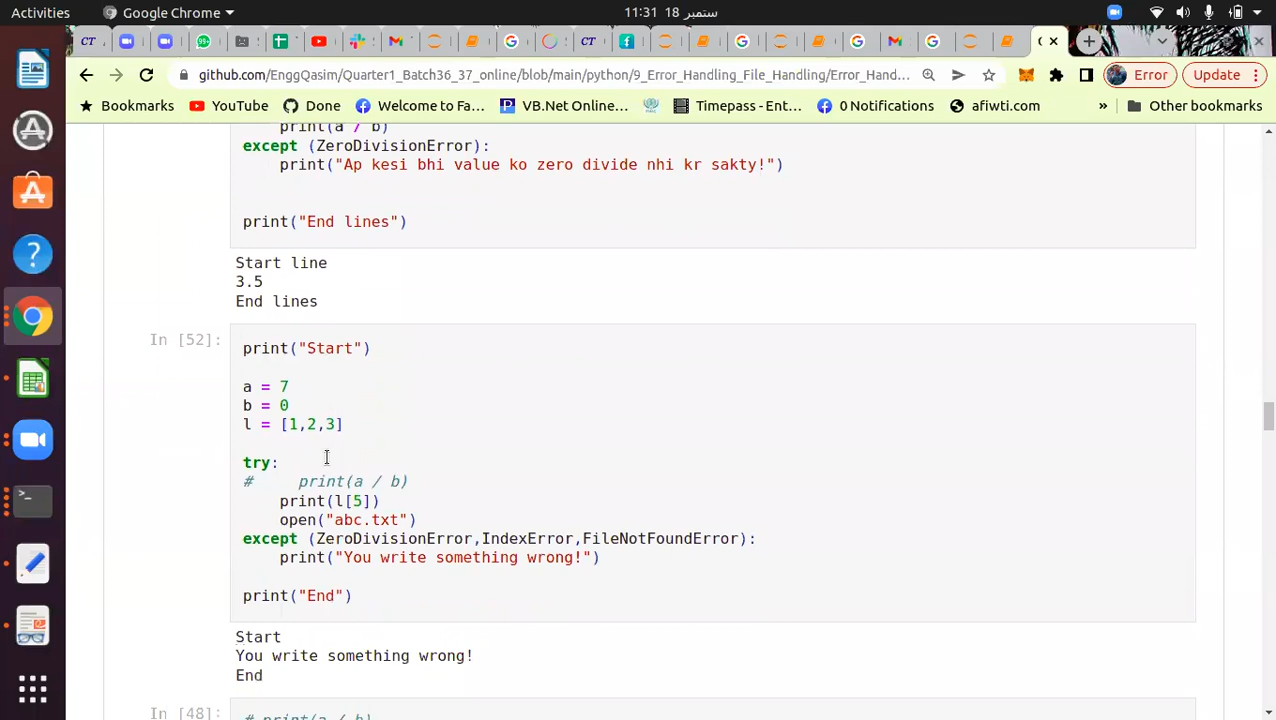 Activities
Google Chrome
11:31 18 ستمبر
CT
CT
Error
Update
github.com/EnggQasim/Quarter1_Batch36_37_online/blob/main/python/9_Error_Handling_File_Handling/Error_Hand...
Bookmarks
YouTube
Done
Welcome to Fa...
VB.Net Online...
Timepass - Ent...
0 Notifications
afiwti.com
»
Other bookmarks
print(a / b)
except (ZeroDivisionError):
print("Ap kesi bhi value ko zero divide nhi kr sakty!")
print("End lines")
Start line
3.5
End lines
In [52]:
print("Start")
a = 7
b = 0
l = [1,2,3]
try:
# print(a / b)
print(l[5])
open("abc.txt")
except (ZeroDivisionError,IndexError,FileNotFoundError):
print("You write something wrong!")
print("End")
Start
You write something wrong!
End
In [48]:
# print(a / b)